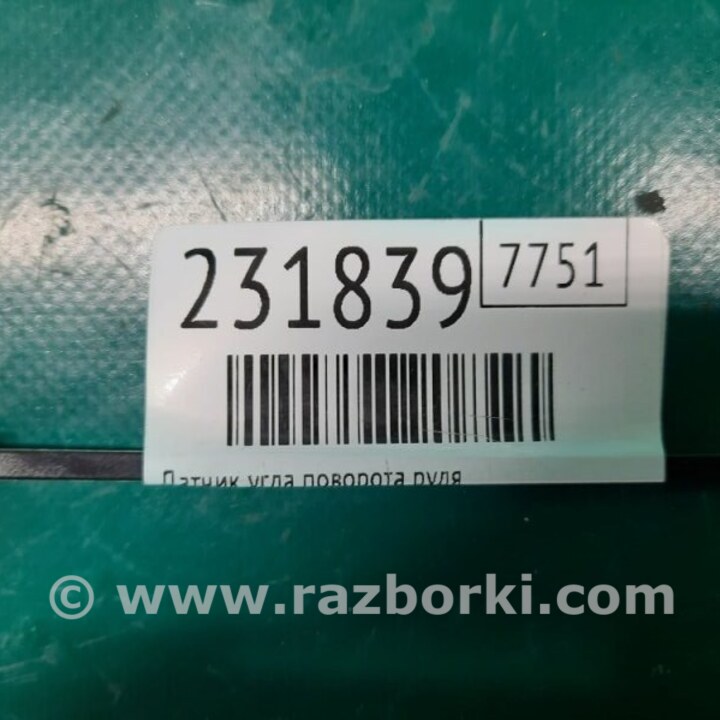 231839 7751
Датчик угла поворота руля
© www.razborki.com